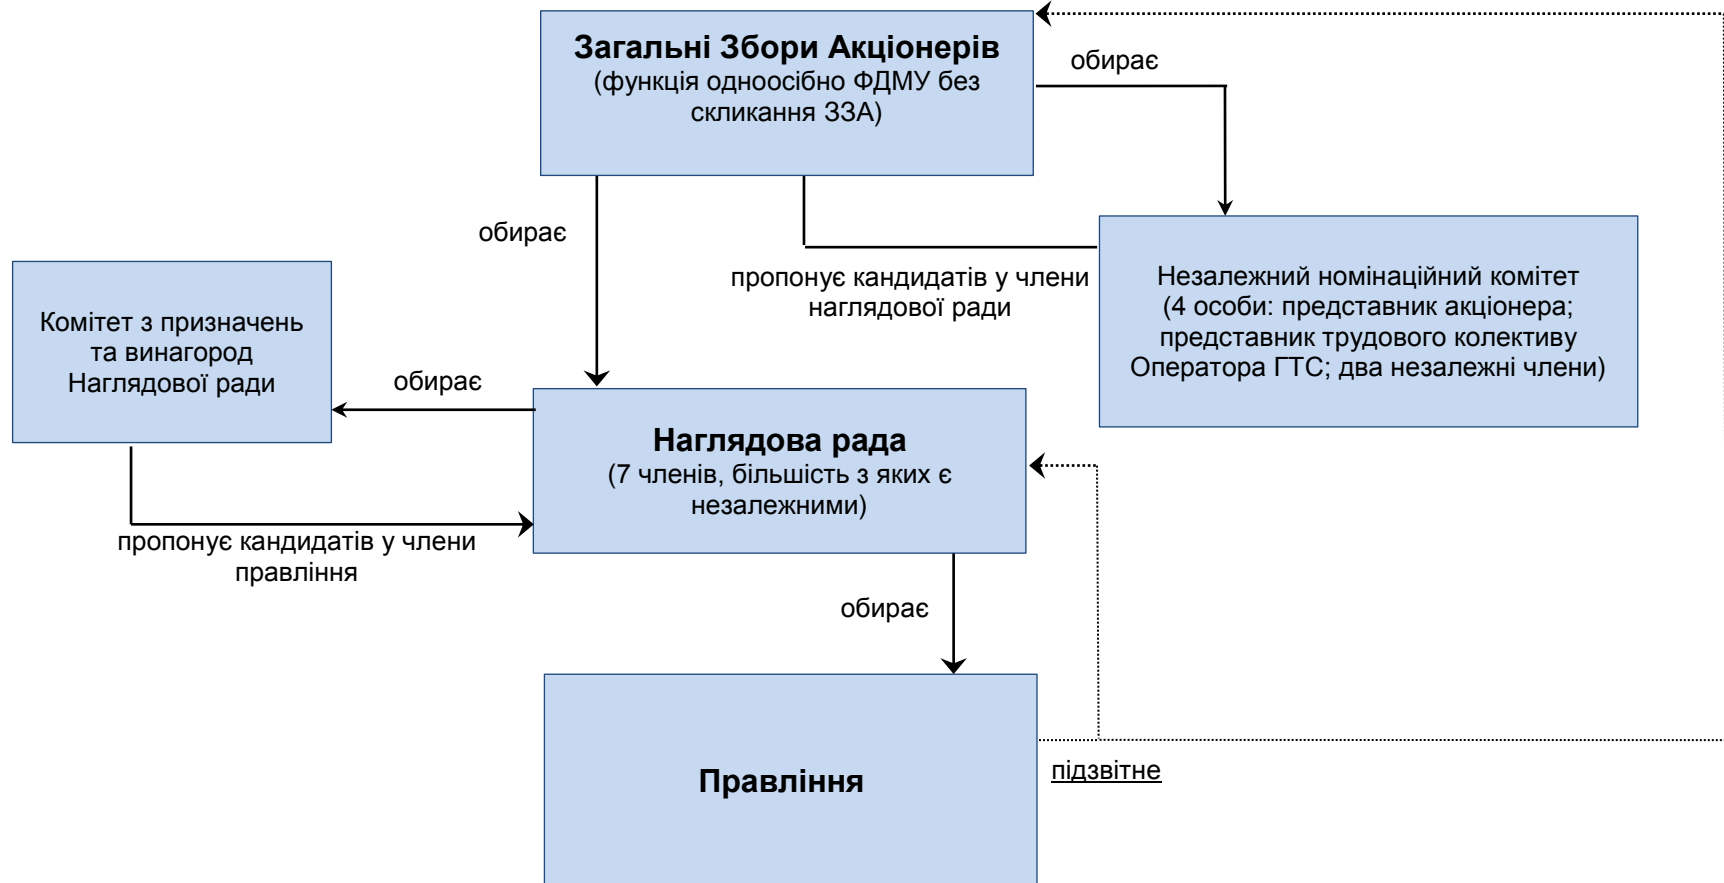 Загальні Збори Акціонерів
(функція одноосібно ФДМУ без
скликання ЗЗА)
обирає
обирає
пропонує кандидатів у члени
наглядової ради
Незалежний номінаційний комітет
(4 особи: представник акціонера;
представник трудового колективу
Оператора ГТС; два незалежні члени)
Комітет з призначень
та винагород
Наглядової ради
обирає
Наглядова рада
(7 членів, більшість з яких є
незалежними)
пропонує кандидатів у члени
правління
обирає
Правління
підзвітне